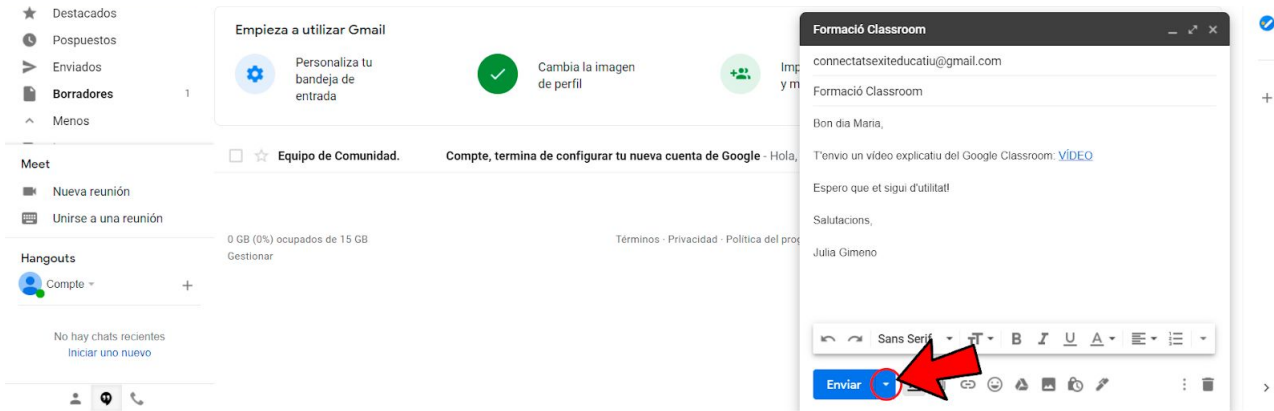 Destacados
Pospuestos
Enviados
Borradores 1
Menos
Meet
Nueva reunión
Unirse a una reunión
Hangouts
Compte
No hay chats recientes
Iniciar uno nuevo
Empieza a utilizar Gmail
Personaliza tu
bandeja de
entrada
Cambia la imagen
de perfil
Imp
y m
Equipo de Comunidad. Compte, termina de configurar tu nueva cuenta de Google - Hola,
0 GB (0%) ocupados de 15 GB
Gestionar
Términos · Privacidad · Política del prog
Formació Classroom
connectatsexiteducatiu@gmail.com
Formació Classroom
Bon dia Maria,
T'envio un vídeo explicatiu del Google Classroom: VÍDEO
Espero que et sigui d'utilitat!
Salutacions,
Julia Gimeno
Sans Serif
B I U A
Enviar